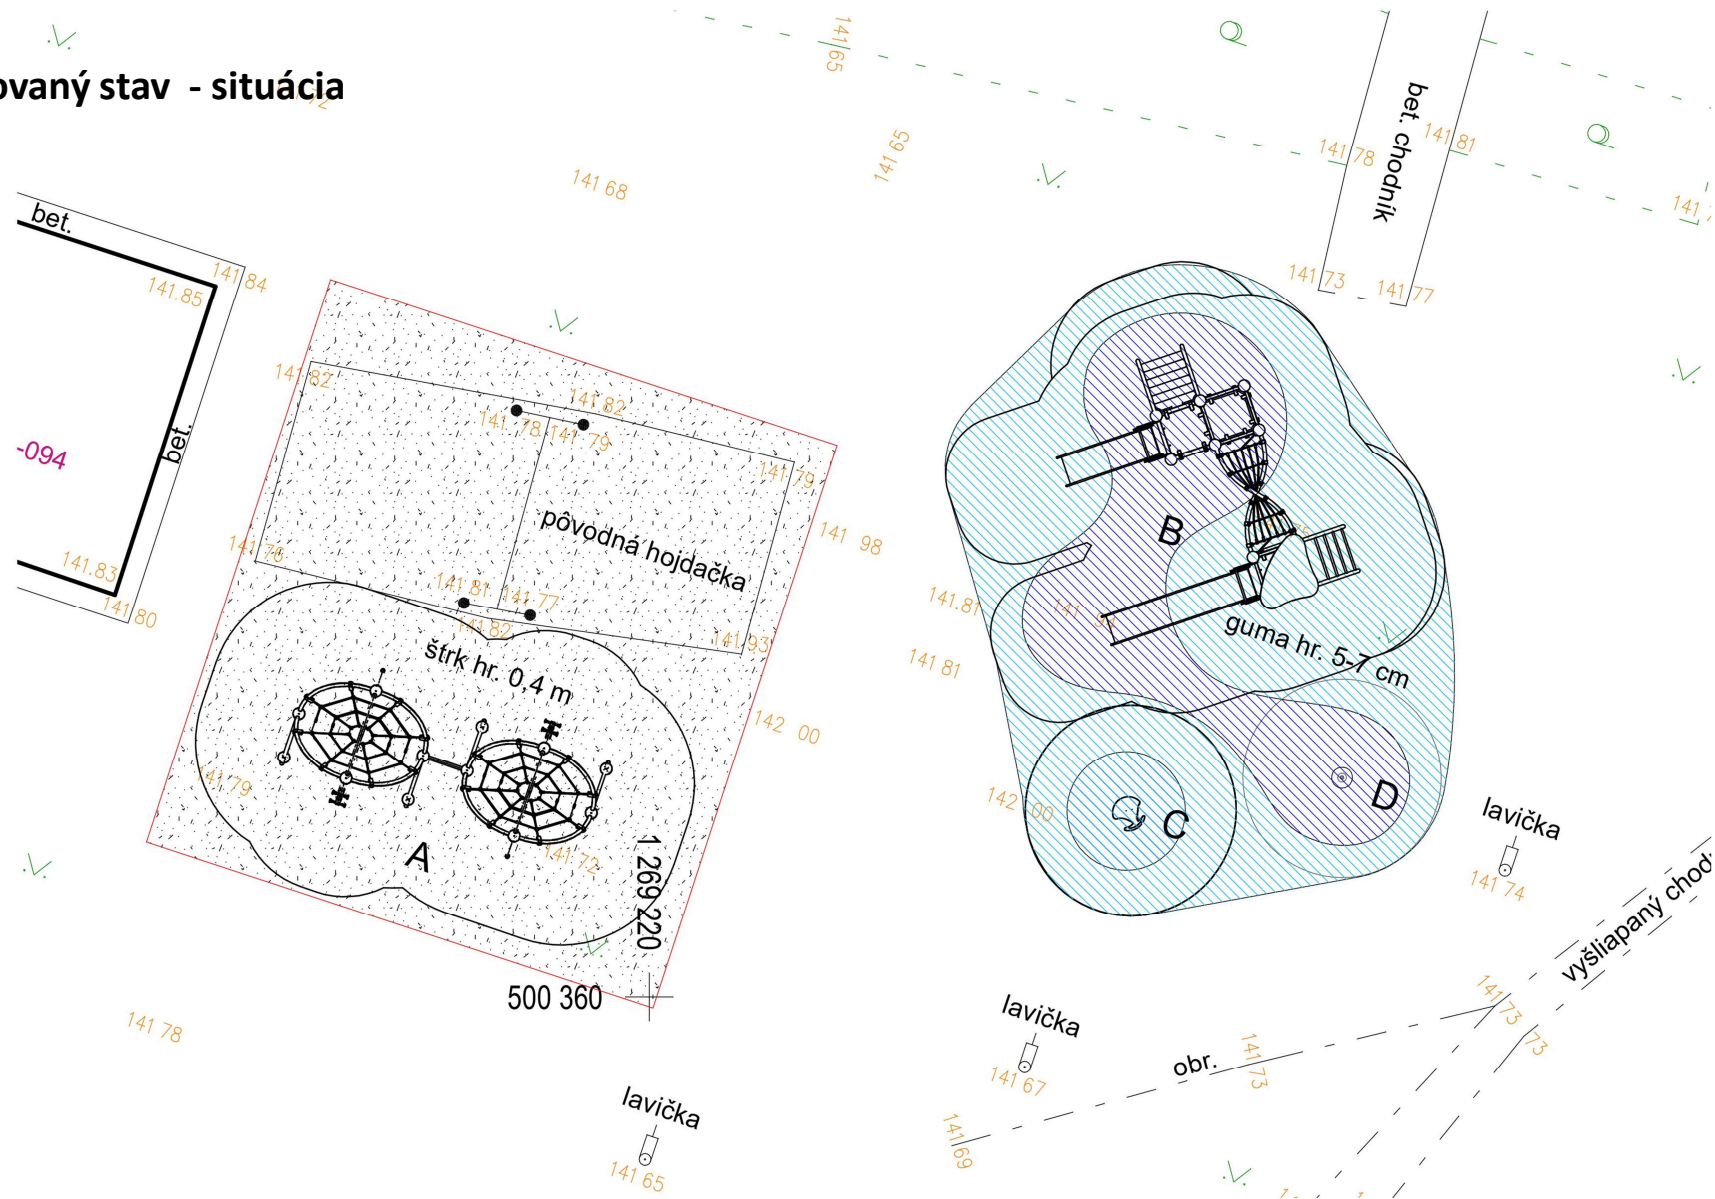 ovaný stav - situácia
141 65
141 65
141 68
bet. chodník
141 78
141 81
bet.
141.85
141.84
141 73
141 77
141.82
141.82
141 78
141 79
141.79
-094
bet.
pôvodná hojdačka
141 98
B
141.76
141.83
141.80
141.81
141.77
141.82
141.93
141.81
guma hr. 5-7 cm
141 81
štrk hr. 0,4 m
142 00
141.79
142 00
C
D
lavička
141 74
A
141.72
1 269 220
500 360
vyšliapaný chod
141 78
lavička
141 67
obr.
141 73
141 73
73
lavička
141 65
141 69